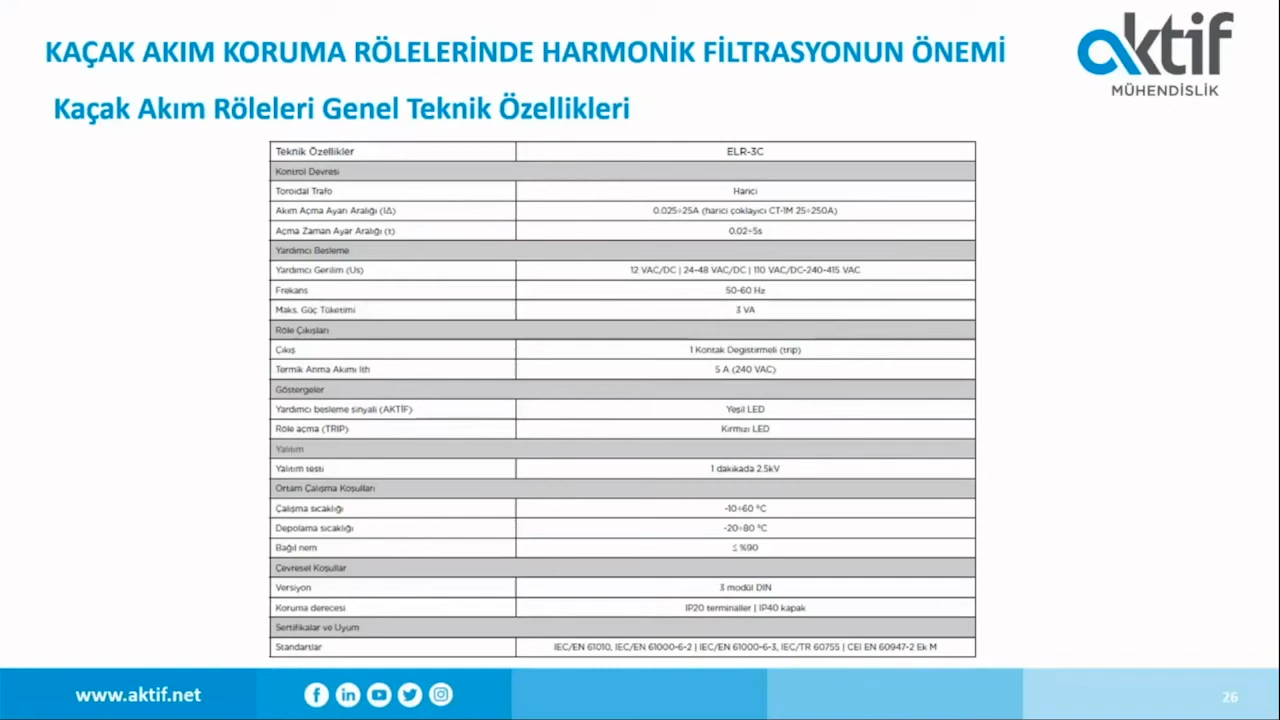 KAÇAK AKIM KORUMA RÖLELERİNDE HARMONİK FİLTRASYONUN ÖNEMİ
aktif
MÜHENDİSLİK
Kaçak Akım Röleleri Genel Teknik Özellikleri
Teknik Özellikler ELR-3C
Kontrol Devresi
Toroidal Trafo Harici
Akım Açma Ayarı Aralığı (IΔ) 0.025÷25A (harici çoklayıcı CT-1M 25÷250A)
Açma Zaman Ayar Aralığı (t) 0.02÷5s
Yardımcı Besleme
Yardımcı Gerilim (Us) 12 VAC/DC | 24-48 VAC/DC | 110 VAC/DC-240-415 VAC
Frekans 50-60 Hz
Maks. Güç Tüketimi 3 VA
Röle Çıkışları
Çıkış 1 Kontak Degistirmeli (trip)
Termik Anma Akımı Ith 5 A (240 VAC)
Göstergeler
Yardımcı besleme sinyali (AKTİF) Yeşil LED
Röle açma (TRIP) Kırmızı LED
Yalıtım
Yalıtım testi 1 dakikada 2.5kV
Ortam Çalışma Koşulları
Çalışma sıcaklığı -10÷60 °C
Depolama sıcaklığı -20÷80 °C
Bağıl nem ≤ %90
Çevresel Koşullar
Versiyon 3 modül DIN
Koruma derecesi IP20 terminaller | IP40 kapak
Sertifikalar ve Uyum
Standartlar IEC/EN 61010, IEC/EN 61000-6-2 | IEC/EN 61000-6-3, IEC/TR 60755 | CEI EN 60947-2 Ek M
www.aktif.net
26